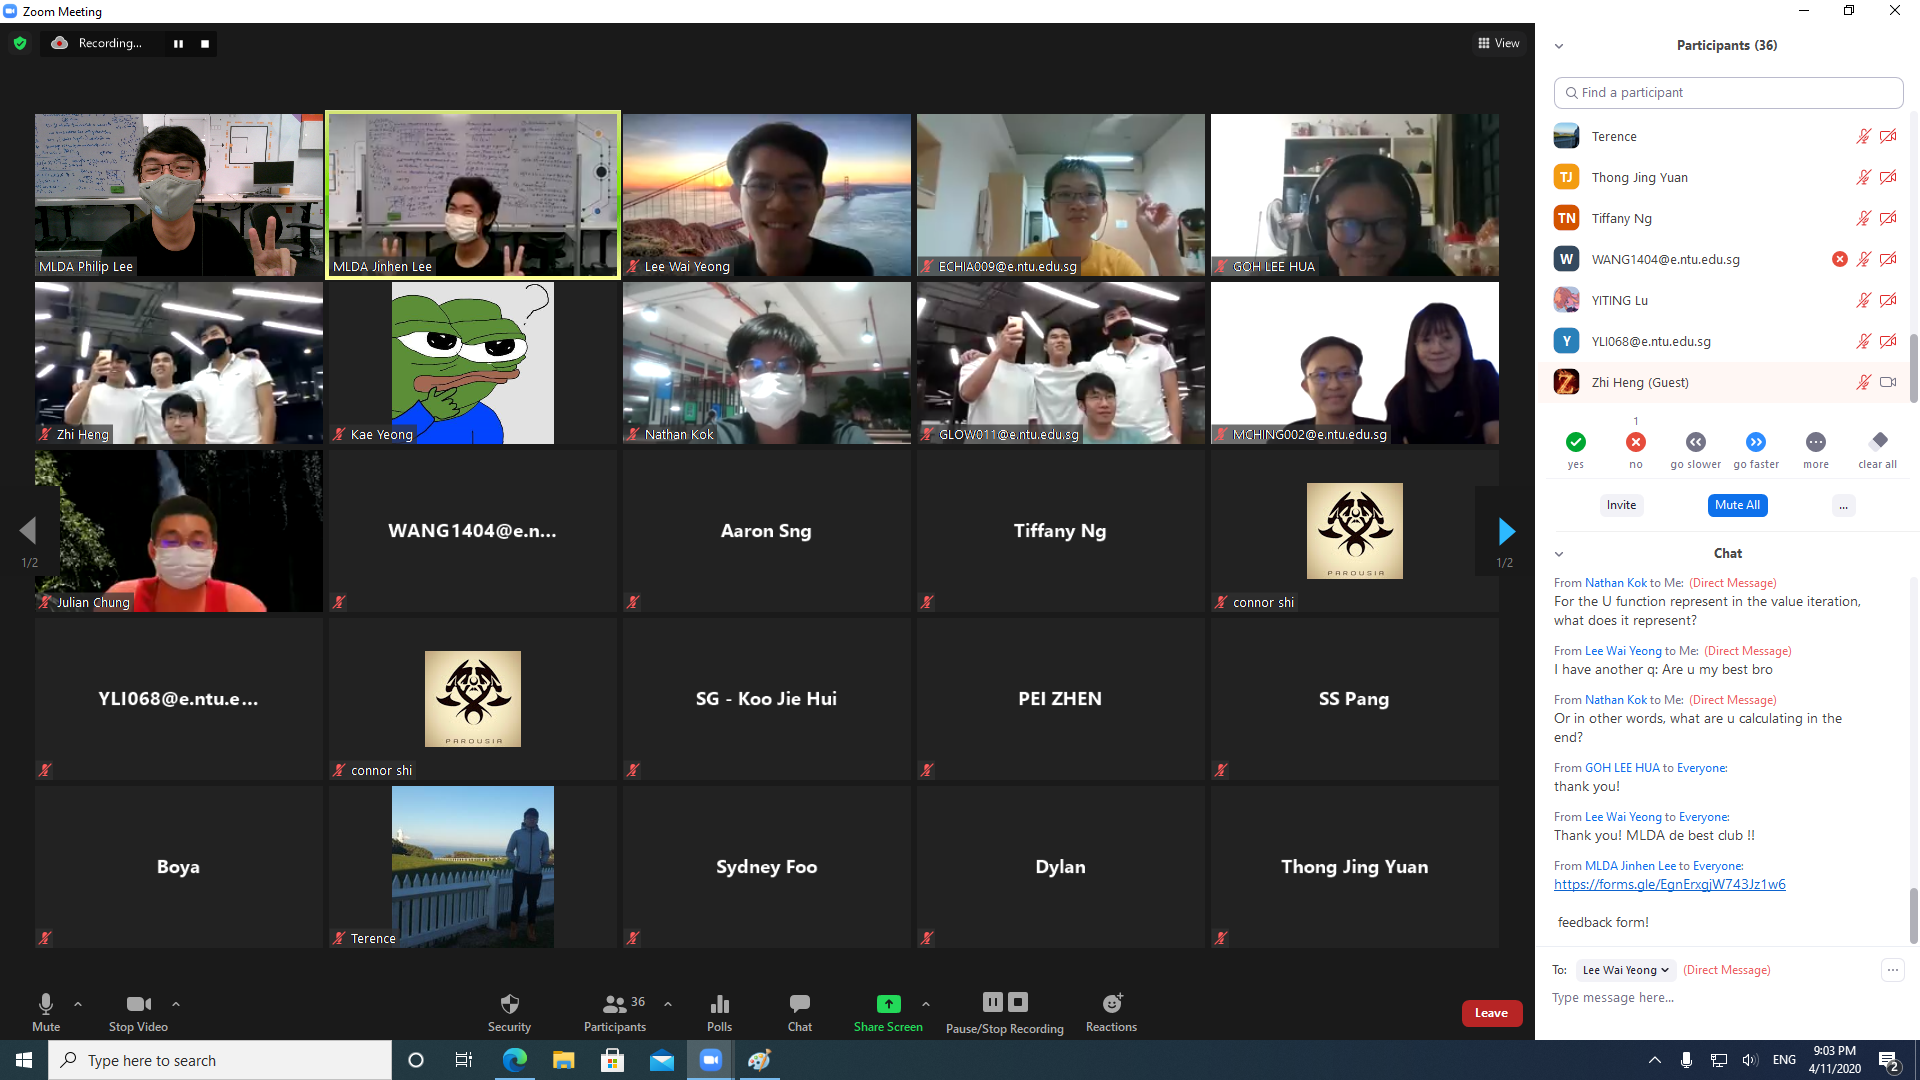 Zoom Meeting
Recording...
View
MLDA Philip Lee
MLDA Jinhen Lee
Lee Wai Yeong
ECHIA009@e.ntu.edu.sg
GOH LEE HUA
Zhi Heng
Kae Yeong
Nathan Kok
GLOW011@e.ntu.edu.sg
MCHING002@e.ntu.edu.sg
Julian Chung
WANG1404@e.n...
Aaron Sng
Tiffany Ng
PAROUSIA
connor shi
1/2
1/2
YLI068@e.ntu.e...
PAROUSIA
connor shi
SG - Koo Jie Hui
PEI ZHEN
SS Pang
Boya
Terence
Sydney Foo
Dylan
Thong Jing Yuan
Mute
Stop Video
Security
36
Participants
Polls
Chat
Share Screen
Pause/Stop Recording
Reactions
Leave
Participants (36)
Find a participant
Terence
TJ Thong Jing Yuan
TN Tiffany Ng
W WANG1404@e.ntu.edu.sg
YITING Lu
Y YLI068@e.ntu.edu.sg
Z Zhi Heng (Guest)
1
yes no go slower go faster more clear all
Invite Mute All ...
Chat
From Nathan Kok to Me: (Direct Message)
For the U function represent in the value iteration,
what does it represent?
From Lee Wai Yeong to Me: (Direct Message)
I have another q: Are u my best bro
From Nathan Kok to Me: (Direct Message)
Or in other words, what are u calculating in the
end?
From GOH LEE HUA to Everyone:
thank you!
From Lee Wai Yeong to Everyone:
Thank you! MLDA de best club !!
From MLDA Jinhen Lee to Everyone:
https://forms.gle/EgnErxgjW743Jz1w6
feedback form!
To: Lee Wai Yeong (Direct Message)
Type message here...
Type here to search
ENG
9:03 PM
4/11/2020
2